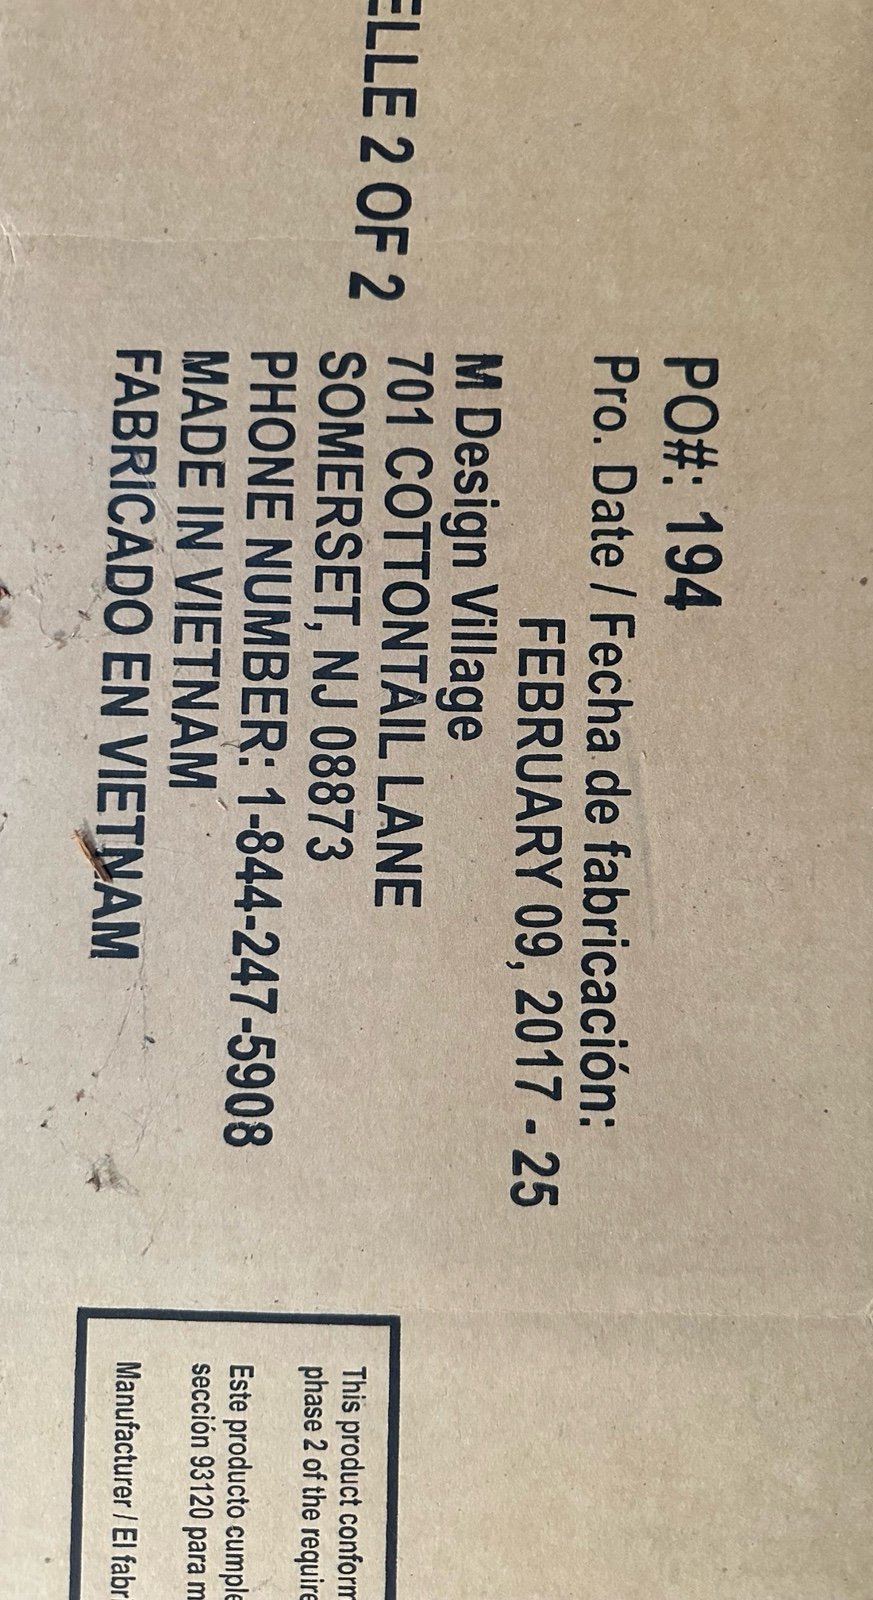 ELLE 2 OF 2
PO#: 194
Pro. Date / Fecha de fabricación:
FEBRUARY 09, 2017 - 25
M Design Village
701 COTTONTAIL LANE
SOMERSET, NJ 08873
PHONE NUMBER: 1-844-247-5908
MADE IN VIETNAM
FABRICADO EN VIETNAM
This product conform
phase 2 of the require
Este producto cumple
sección 93120 para m
Manufacturer / El fabr